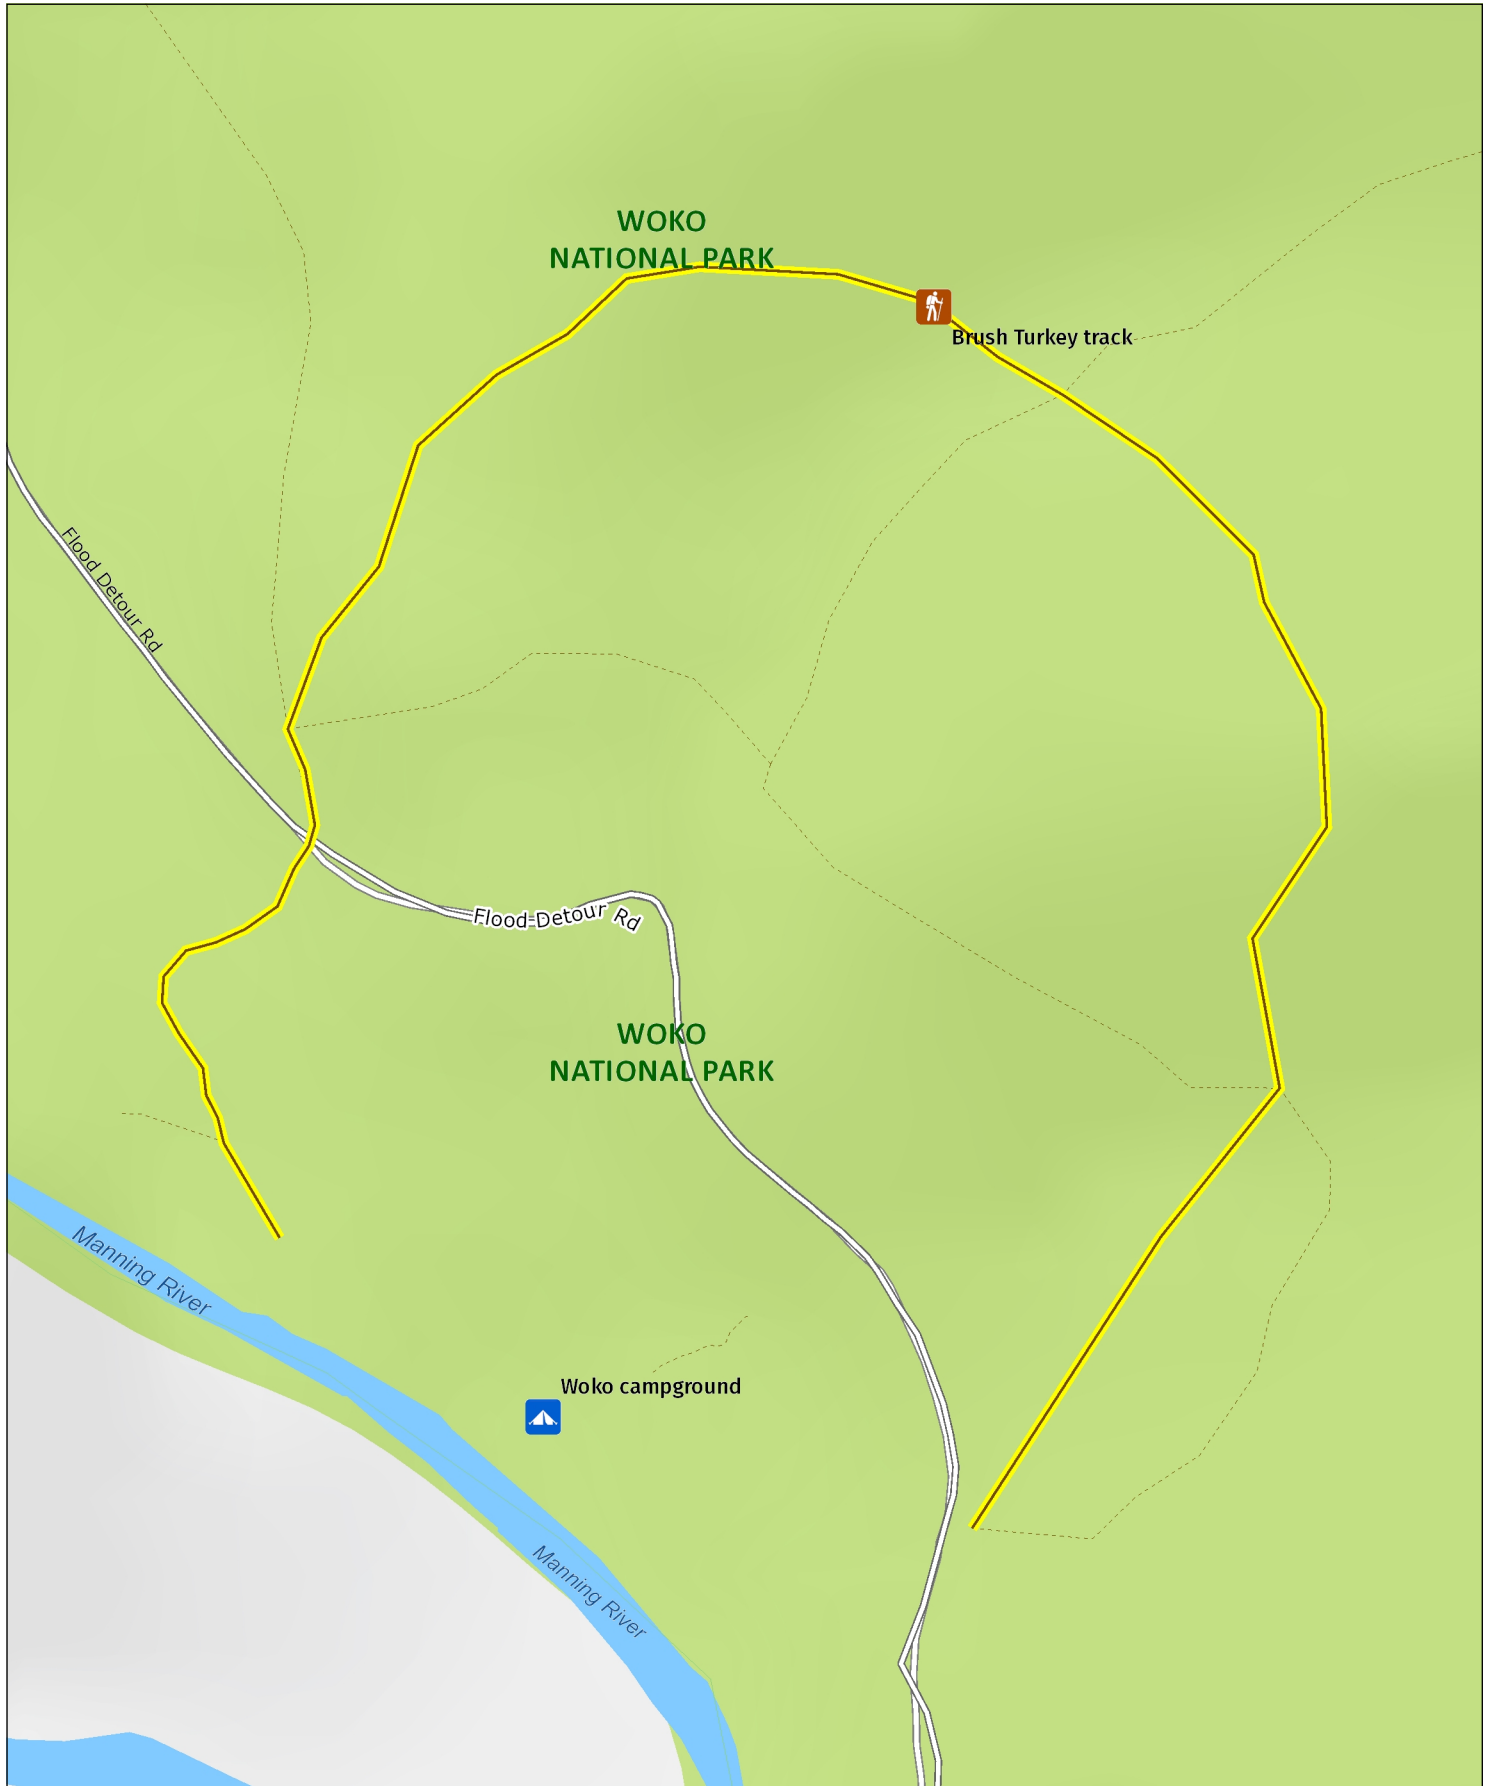 WOKO
NATIONAL PARK
Brush Turkey track
Flood Detour Rd
Flood Detour Rd
WOKO
NATIONAL PARK
Manning River
Woko campground
Manning River